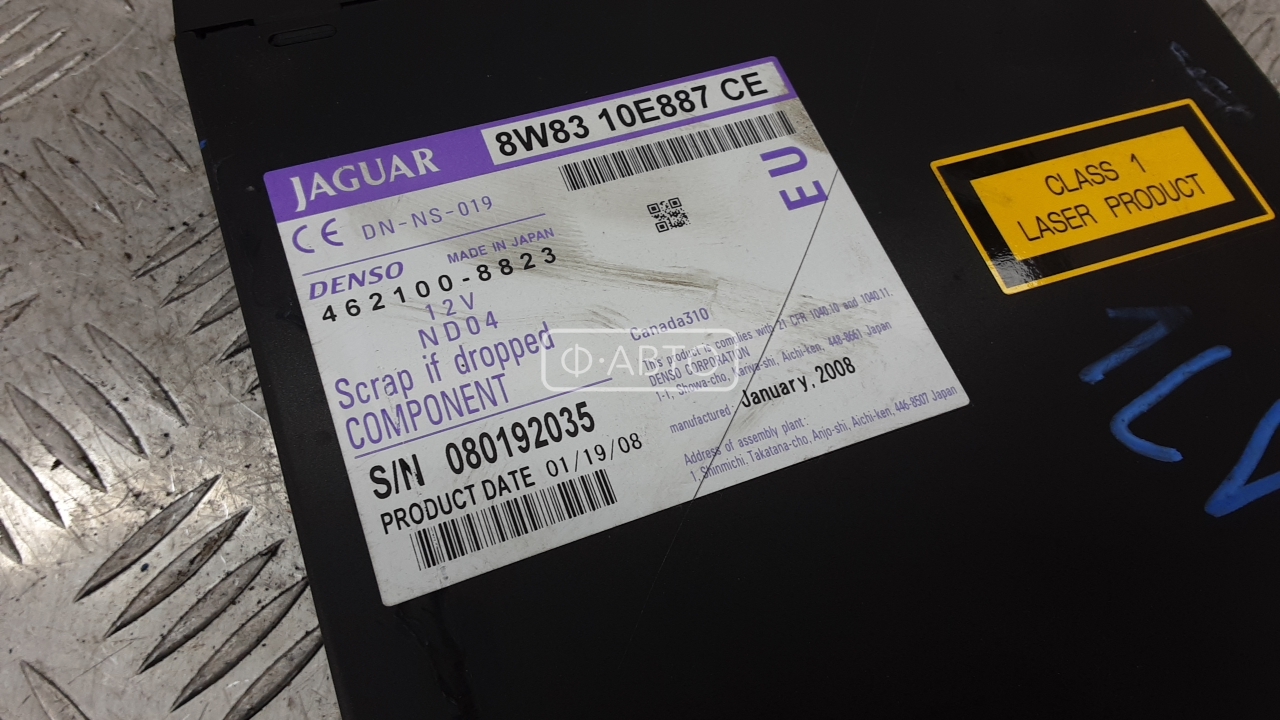 JAGUAR 8W83 10E887 CE
CE DN-NS-019
EU
DENSO MADE IN JAPAN
462100-8823
12V
ND04
Scrap if dropped
COMPONENT
Canada310
This product is complies with 21 CFR 1040.10 and 1040.11.
DENSO CORPORATION
1-1, Showa-cho, Kariya-shi, Aichi-ken, 448-8661 Japan
manufactured: January, 2008
Address of assembly plant:
1, Shinmichi, Takatana-cho, Anjo-shi, Aichi-ken, 446-8507 Japan
S/N 080192035
PRODUCT DATE 01/19/08
CLASS 1
LASER PRODUCT
Ф·АВТО